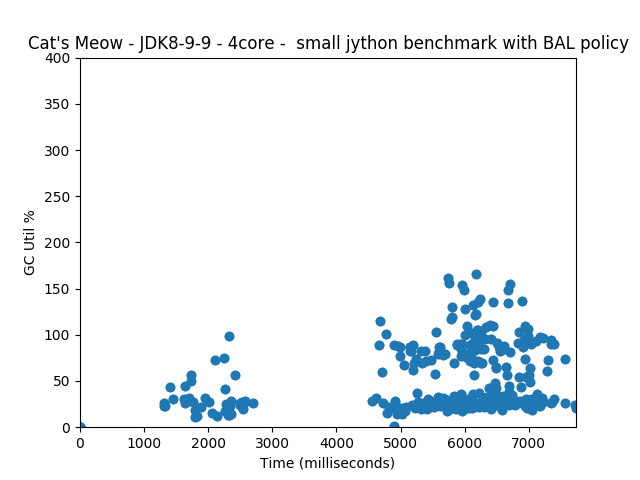 Cat's Meow - JDK8-9-9 - 4core -  small jython benchmark with BAL policy
400
350
300
250
200
150
100
50
0
GC Util %
0 1000 2000 3000 4000 5000 6000 7000
Time (milliseconds)